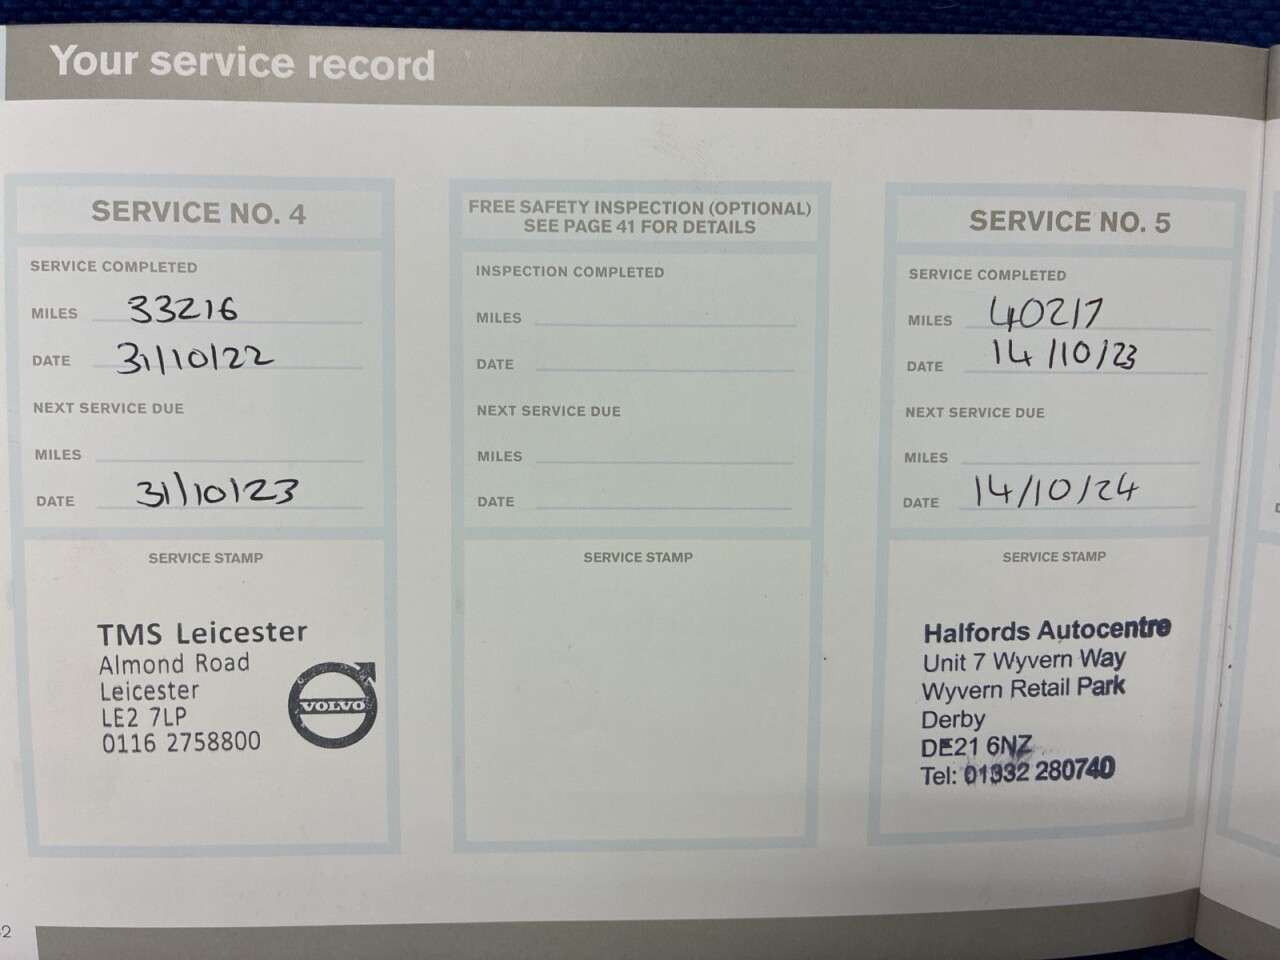 Your service record
SERVICE NO. 4
SERVICE COMPLETED
MILES 33216
DATE 31/10/22
NEXT SERVICE DUE
MILES
DATE 31/10/23
SERVICE STAMP
TMS Leicester
Almond Road
Leicester
LE2 7LP
0116 2758800
VOLVO
FREE SAFETY INSPECTION (OPTIONAL)
SEE PAGE 41 FOR DETAILS
INSPECTION COMPLETED
MILES
DATE
NEXT SERVICE DUE
MILES
DATE
SERVICE STAMP
SERVICE NO. 5
SERVICE COMPLETED
MILES 40217
DATE 14/10/23
NEXT SERVICE DUE
MILES
DATE 14/10/24
SERVICE STAMP
Halfords Autocentre
Unit 7 Wyvern Way
Wyvern Retail Park
Derby
DE21 6NZ
Tel: 01332 280740